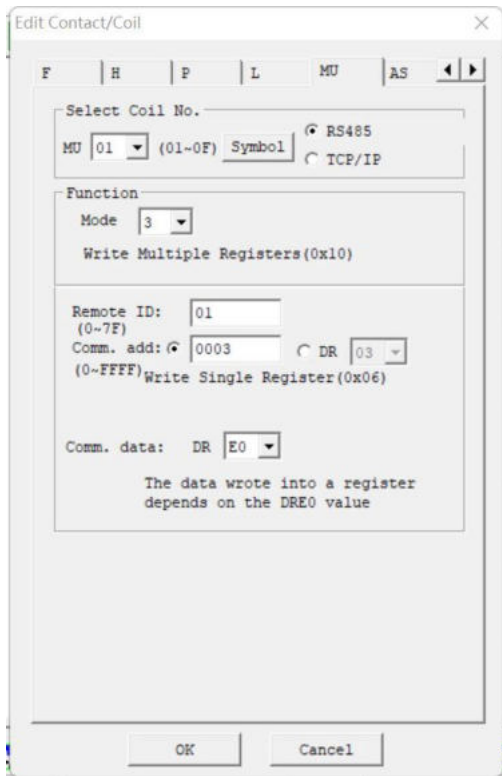 Edit Contact/Coil
F H P L MU AS
Select Coil No.
MU 01 (01~0F) Symbol
RS485
TCP/IP
Function
Mode 3
Write Multiple Registers(0x10)
Remote ID: 01
(0~7F)
Comm. add: 0003 DR 03
(0~FFFF) Write Single Register(0x06)
Comm. data: DR E0
The data wrote into a register
depends on the DRE0 value
OK Cancel